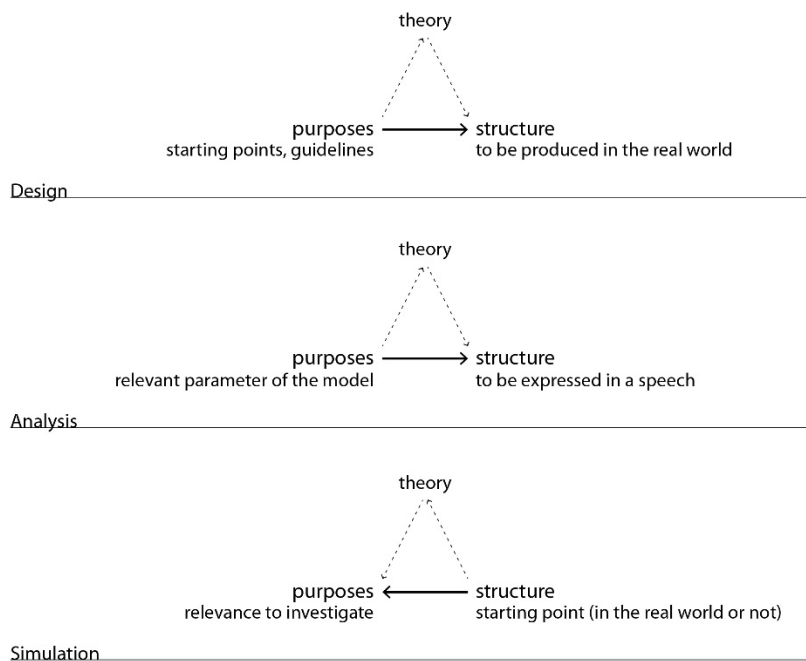 theory
purposes structure
starting points, guidelines to be produced in the real world
Design
theory
purposes structure
relevant parameter of the model to be expressed in a speech
Analysis
theory
purposes structure
relevance to investigate starting point (in the real world or not)
Simulation